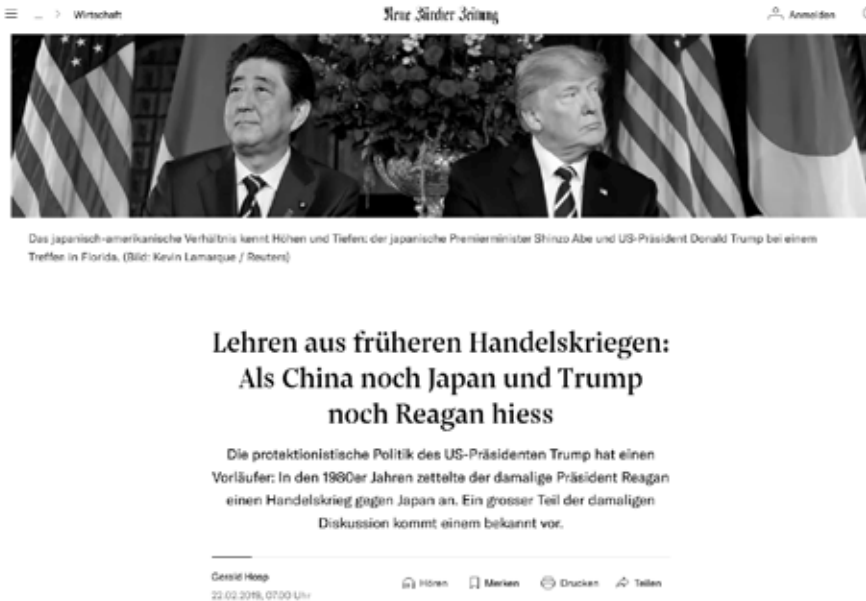 … > Wirtschaft
Neue Zürcher Zeitung
Anmelden
Das japanisch-amerikanische Verhältnis kennt Höhen und Tiefen: der japanische Premierminister Shinzo Abe und US-Präsident Donald Trump bei einem
Treffen in Florida. (Bild: Kevin Lamarque / Reuters)
Lehren aus früheren Handelskriegen:
Als China noch Japan und Trump
noch Reagan hiess
Die protektionistische Politik des US-Präsidenten Trump hat einen
Vorläufer: In den 1980er Jahren zettelte der damalige Präsident Reagan
einen Handelskrieg gegen Japan an. Ein grosser Teil der damaligen
Diskussion kommt einem bekannt vor.
Gerald Hosp
22.02.2019, 07:00 Uhr
Hören Merken Drucken Teilen